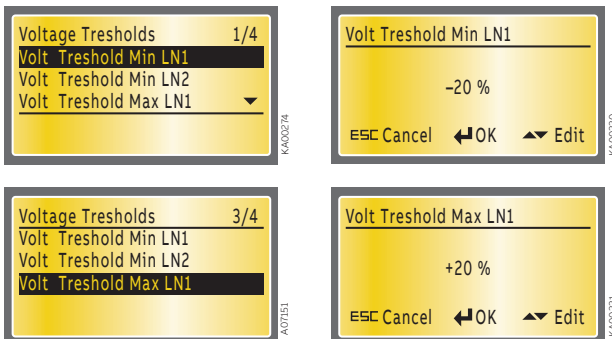 Voltage Tresholds 1/4
Volt Treshold Min LN1
Volt Treshold Min LN2
Volt Treshold Max LN1
KA00274
Volt Treshold Min LN1
–20 %
ESC Cancel OK Edit
Voltage Tresholds 3/4
Volt Treshold Min LN1
Volt Treshold Min LN2
Volt Treshold Max LN1
A07151
Volt Treshold Max LN1
+20 %
ESC Cancel OK Edit